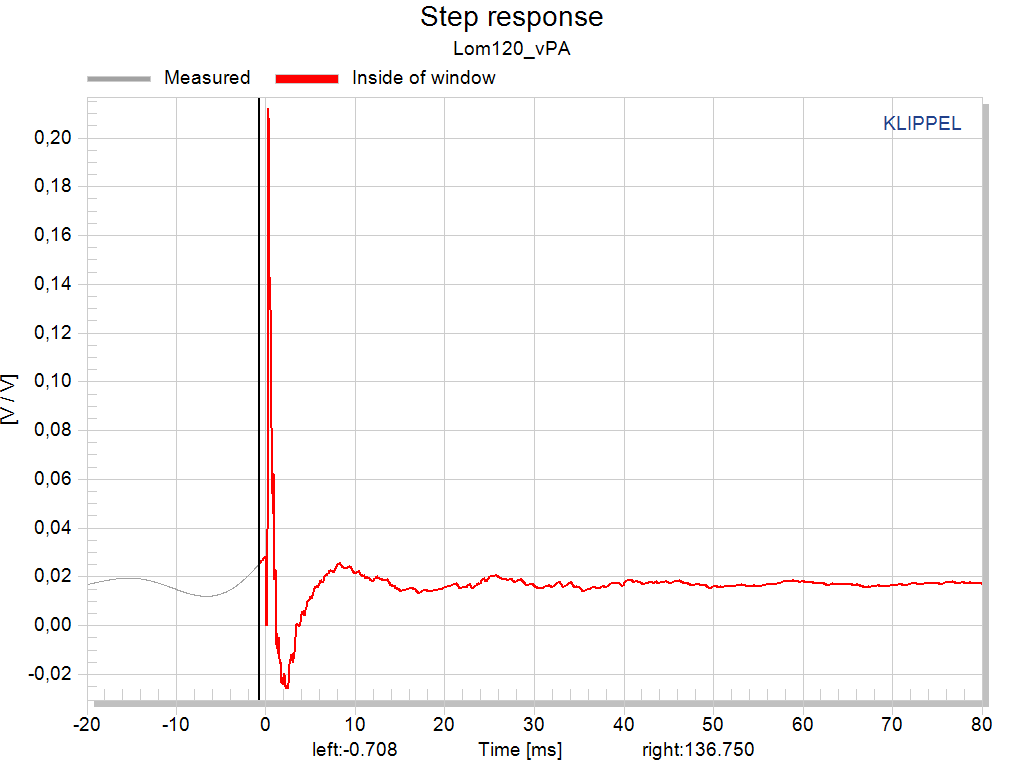 Step response
Lom120_vPA
Measured Inside of window
KLIPPEL
0,20
0,18
0,16
0,14
0,12
0,10
0,08
0,06
0,04
0,02
0,00
-0,02
[V / V]
-20 -10 0 10 20 30 40 50 60 70 80
left:-0.708 Time [ms] right:136.750